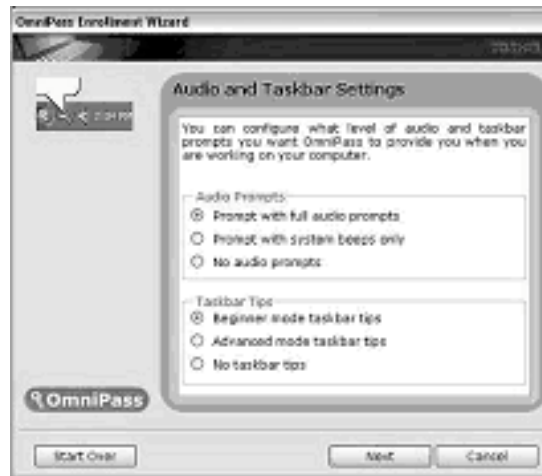 OmniPass Enrollment Wizard
Audio and Taskbar Settings
You can configure what level of audio and taskbar
prompts you want OmniPass to provide you when you
are working on your computer.
Audio Prompts
Prompt with full audio prompts
Prompt with system beeps only
No audio prompts
Taskbar Tips
Beginner mode taskbar tips
Advanced mode taskbar tips
No taskbar tips
OmniPass
Start Over
Next
Cancel